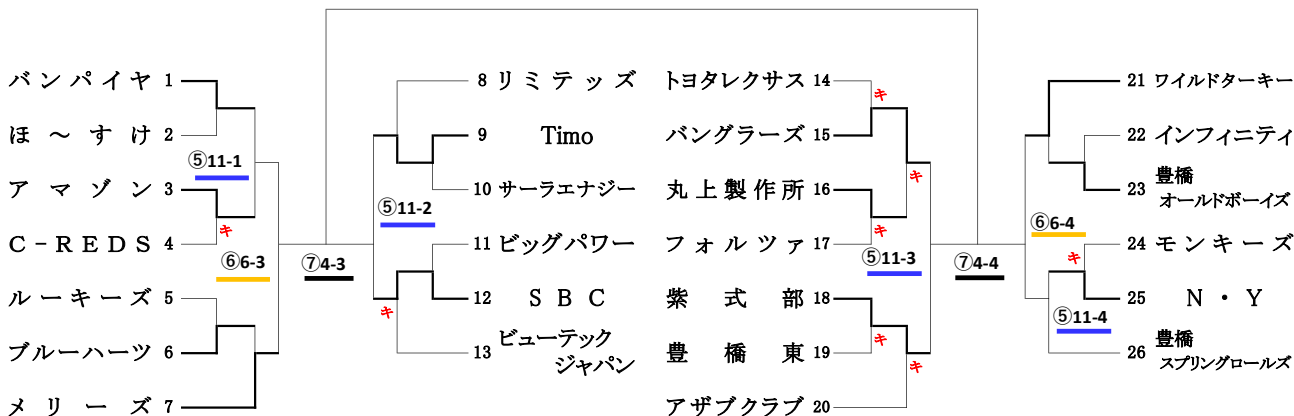 バンパイヤ 1
ほ～すけ 2
⑤11-1
アマゾン 3
キ
C-REDS 4
⑥6-3
ルーキーズ 5
ブルーハーツ 6
メリーズ 7
⑦4-3
8 リミテッズ
9 Timo
10 サーラエナジー
⑤11-2
11 ビッグパワー
12 SBC
キ
13 ビューテック
ジャパン
トヨタレクサス 14
キ
バングラーズ 15
キ
丸上製作所 16
キ
フォルツァ 17
⑤11-3
紫式部 18
キ
豊橋東 19
キ
アザブクラブ 20
⑦4-4
21 ワイルドターキー
22 インフィニティ
23 豊橋
オールドボーイズ
⑥6-4
24 モンキーズ
キ
25 N・Y
⑤11-4
26 豊橋
スプリングロールズ